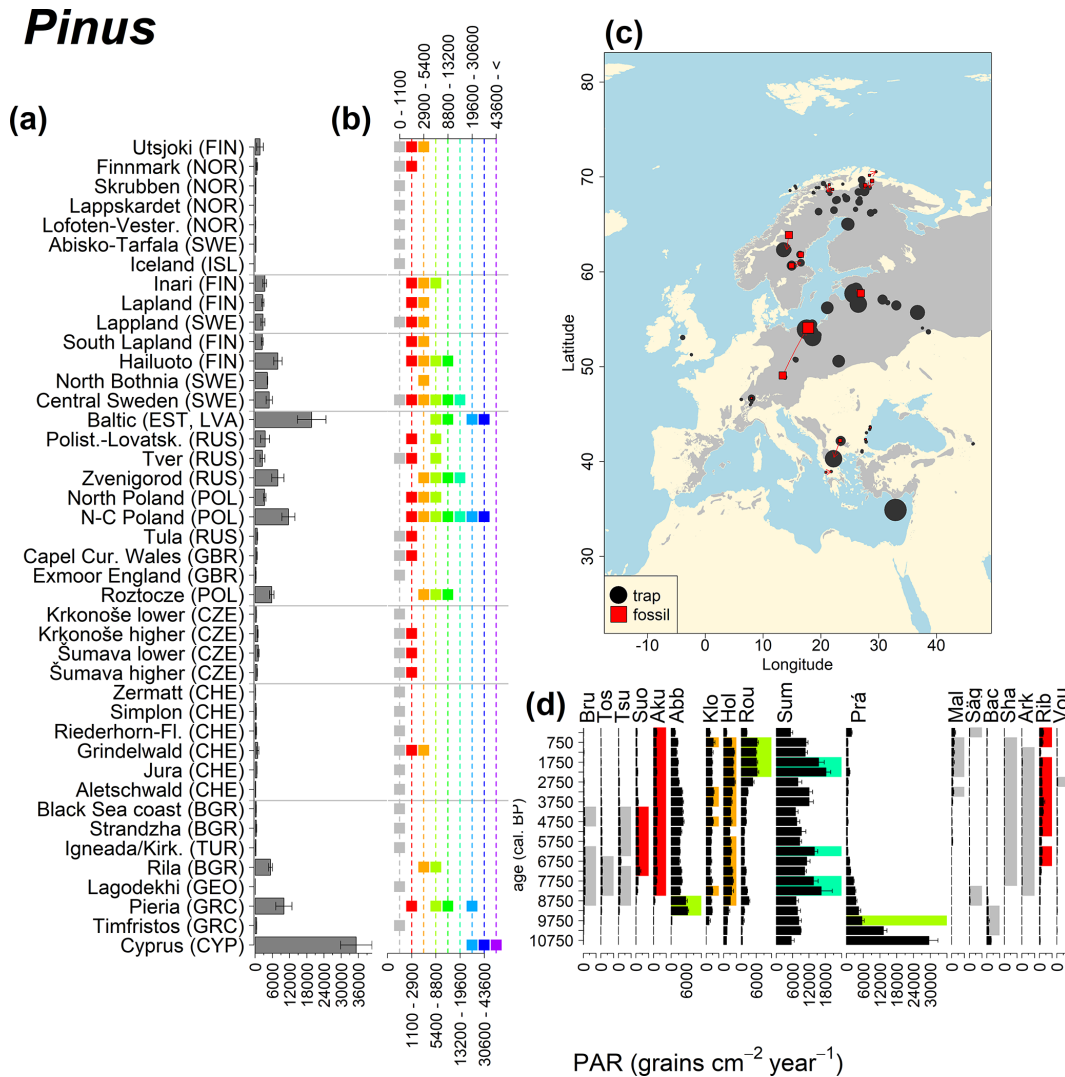 Pinus
(a)
(b)
(c)
0 - 1100
2900 - 5400
8800 - 13200
19600 - 30600
43600 - <
Utsjoki (FIN)
Finnmark (NOR)
Skrubben (NOR)
Lappskardet (NOR)
Lofoten-Vester. (NOR)
Abisko-Tarfala (SWE)
Iceland (ISL)
Inari (FIN)
Lapland (FIN)
Lappland (SWE)
South Lapland (FIN)
Hailuoto (FIN)
North Bothnia (SWE)
Central Sweden (SWE)
Baltic (EST, LVA)
Polist.-Lovatsk. (RUS)
Tver (RUS)
Zvenigorod (RUS)
North Poland (POL)
N-C Poland (POL)
Tula (RUS)
Capel Cur. Wales (GBR)
Exmoor England (GBR)
Roztocze (POL)
Krkonoše lower (CZE)
Krkonoše higher (CZE)
Šumava lower (CZE)
Šumava higher (CZE)
Zermatt (CHE)
Simplon (CHE)
Riederhorn-Fl. (CHE)
Grindelwald (CHE)
Jura (CHE)
Aletschwald (CHE)
Black Sea coast (BGR)
Strandzha (BGR)
Igneada/Kirk. (TUR)
Rila (BGR)
Lagodekhi (GEO)
Pieria (GRC)
Timfristos (GRC)
Cyprus (CYP)
0 6000 12000 18000 24000 30000 36000
0
1100 - 2900
5400 - 8800
13200 - 19600
30600 - 43600
Latitude
80
70
60
50
40
30
trap
fossil
-10 0 10 20 30 40
Longitude
(d)
Bru Tos Tsu Suo Aku Abb Klo Hol Rou Sum Prá Mal Säg Bac Sha Ark Rib Vou
age (cal. BP)
750
1750
2750
3750
4750
6750
7750
8750
9750
10750
0 0 0 0 0 0 6000 0 0 0 6000 0 6000 12000 18000 0 6000 12000 18000 24000 30000 0 0 0 0 0 0 0
PAR (grains cm−2 year−1)